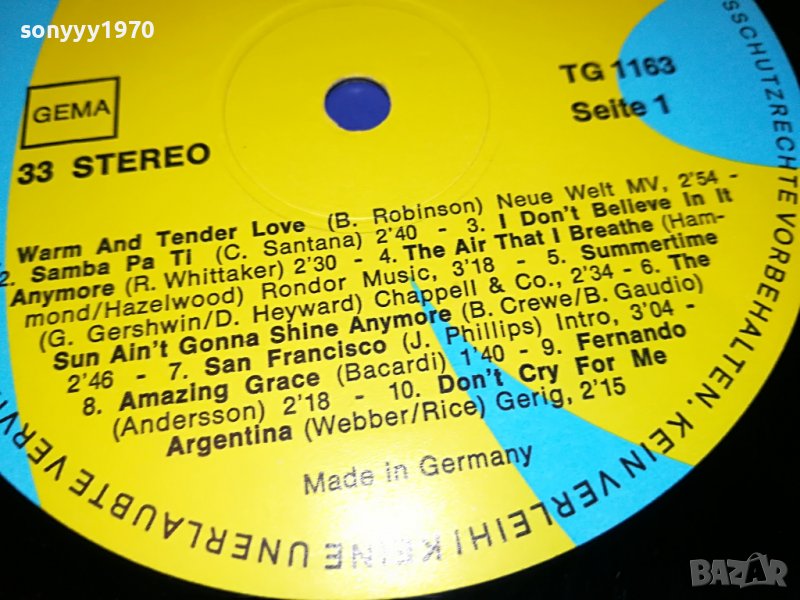 sonyyy1970
GEMA
33 STEREO
TG 1163
Seite 1
Warm And Tender Love (B. Robinson) Neue Welt MV, 2'54 -
2. Samba Pa Ti (C. Santana) 2'40 - 3. I Don't Believe In It
Anymore (R. Whittaker) 2'30 - 4. The Air That I Breathe (Ham-
mond/Hazelwood) Rondor Music, 3'18 - 5. Summertime
(G. Gershwin/D. Heyward) Chappell & Co., 2'34 - 6. The
Sun Ain't Gonna Shine Anymore (B. Crewe/B. Gaudio)
2'46 - 7. San Francisco (J. Phillips) Intro, 3'04 -
8. Amazing Grace (Bacardi) 1'40 - 9. Fernando
(Andersson) 2'18 - 10. Don't Cry For Me
Argentina (Webber/Rice) Gerig, 2'15
Made in Germany
SSCHUTZRECHTE VORBEHALTEN. KEIN VERLEIH! KEINE UNERLAUBTE VERVI
BAZAR